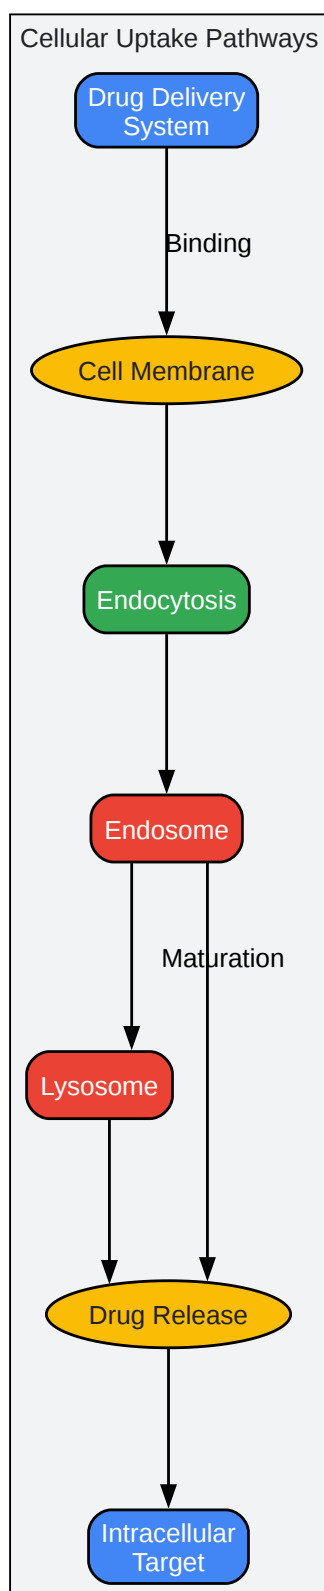 Cellular Uptake Pathways
Drug Delivery
System
Binding
Cell Membrane
Endocytosis
Endosome
Maturation
Lysosome
Drug Release
Intracellular
Target